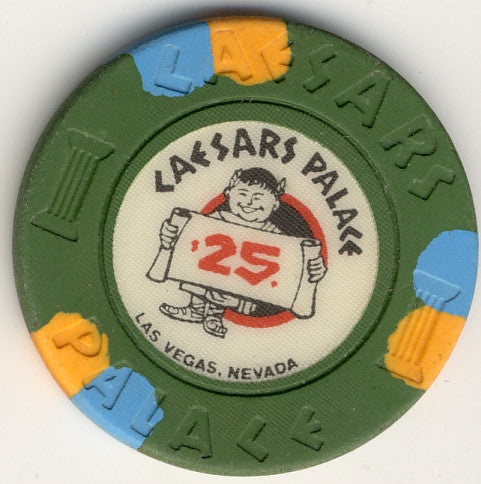 CAESARS
PALACE
CAESARS PALACE
'25.
LAS VEGAS, NEVADA